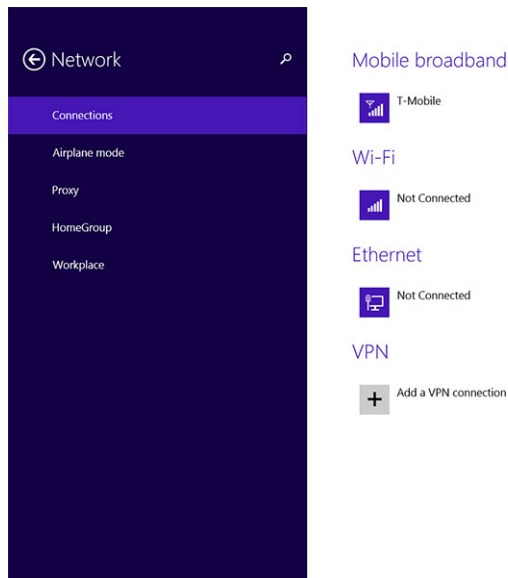 Network
Connections
Airplane mode
Proxy
HomeGroup
Workplace
Mobile broadband
T-Mobile
Wi-Fi
Not Connected
Ethernet
Not Connected
VPN
Add a VPN connection